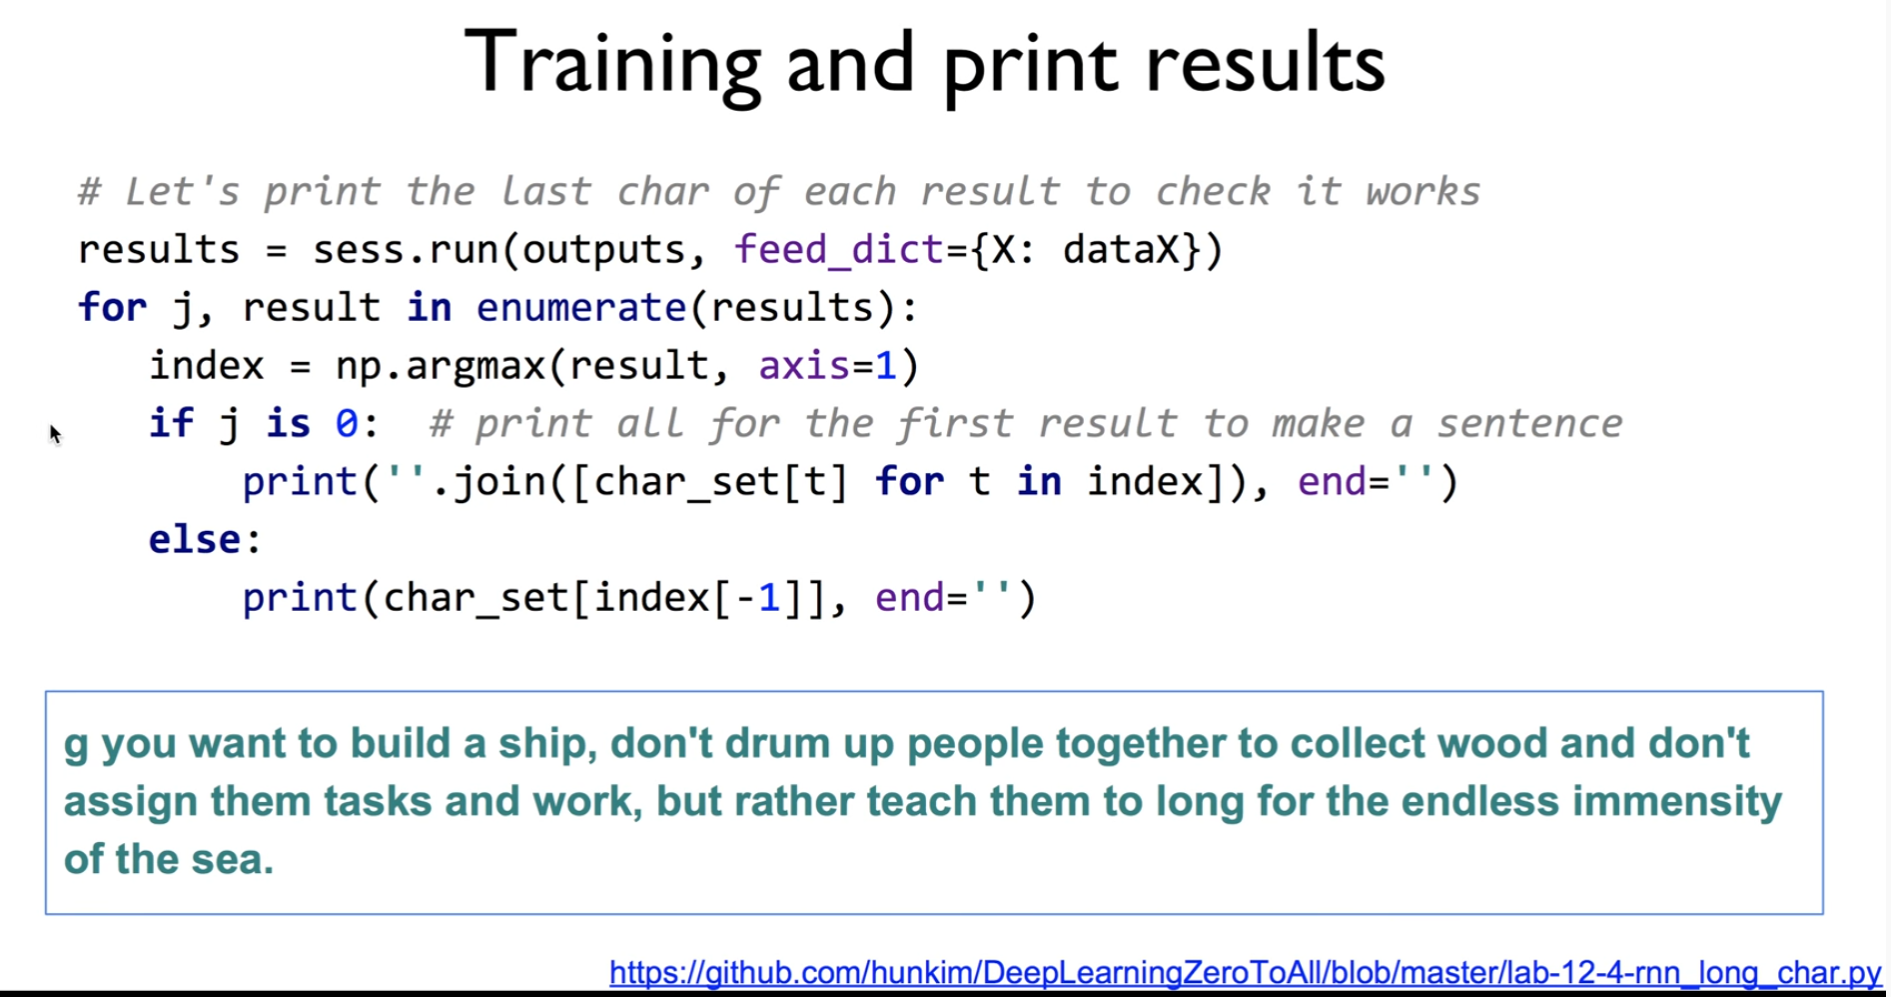 Training and print results
# Let's print the last char of each result to check it works
results = sess.run(outputs, feed_dict={X: dataX})
for j, result in enumerate(results):
   index = np.argmax(result, axis=1)
   if j is 0:  # print all for the first result to make a sentence
       print(''.join([char_set[t] for t in index]), end='')
   else:
       print(char_set[index[-1]], end='')
g you want to build a ship, don't drum up people together to collect wood and don't
assign them tasks and work, but rather teach them to long for the endless immensity
of the sea.
https://github.com/hunkim/DeepLearningZeroToAll/blob/master/lab-12-4-rnn_long_char.py